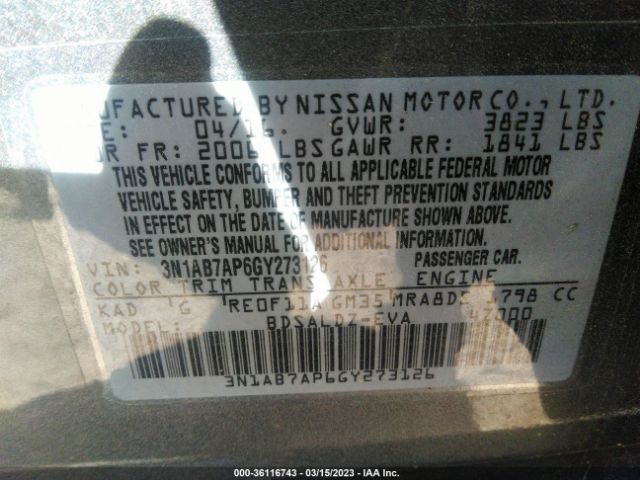 UFACTURED BY NISSAN MOTOR CO., LTD.
E: 04/16 GVWR: 3823 LBS
R FR: 2006 LBS GAWR RR: 1841 LBS
THIS VEHICLE CONFORMS TO ALL APPLICABLE FEDERAL MOTOR
VEHICLE SAFETY, BUMPER AND THEFT PREVENTION STANDARDS
IN EFFECT ON THE DATE OF MANUFACTURE SHOWN ABOVE.
SEE OWNER'S MANUAL FOR ADDITIONAL INFORMATION.
VIN: 3N1AB7AP6GY273126 PASSENGER CAR.
COLOR TRIM TRANS AXLE ENGINE
KAD G RE0F11A GM35 MRA8DE 1798 CC
MODEL BDSALDZ-EVA 47000
3N1AB7AP6GY273126
000-36116743 - 03/15/2023 - IAA Inc.